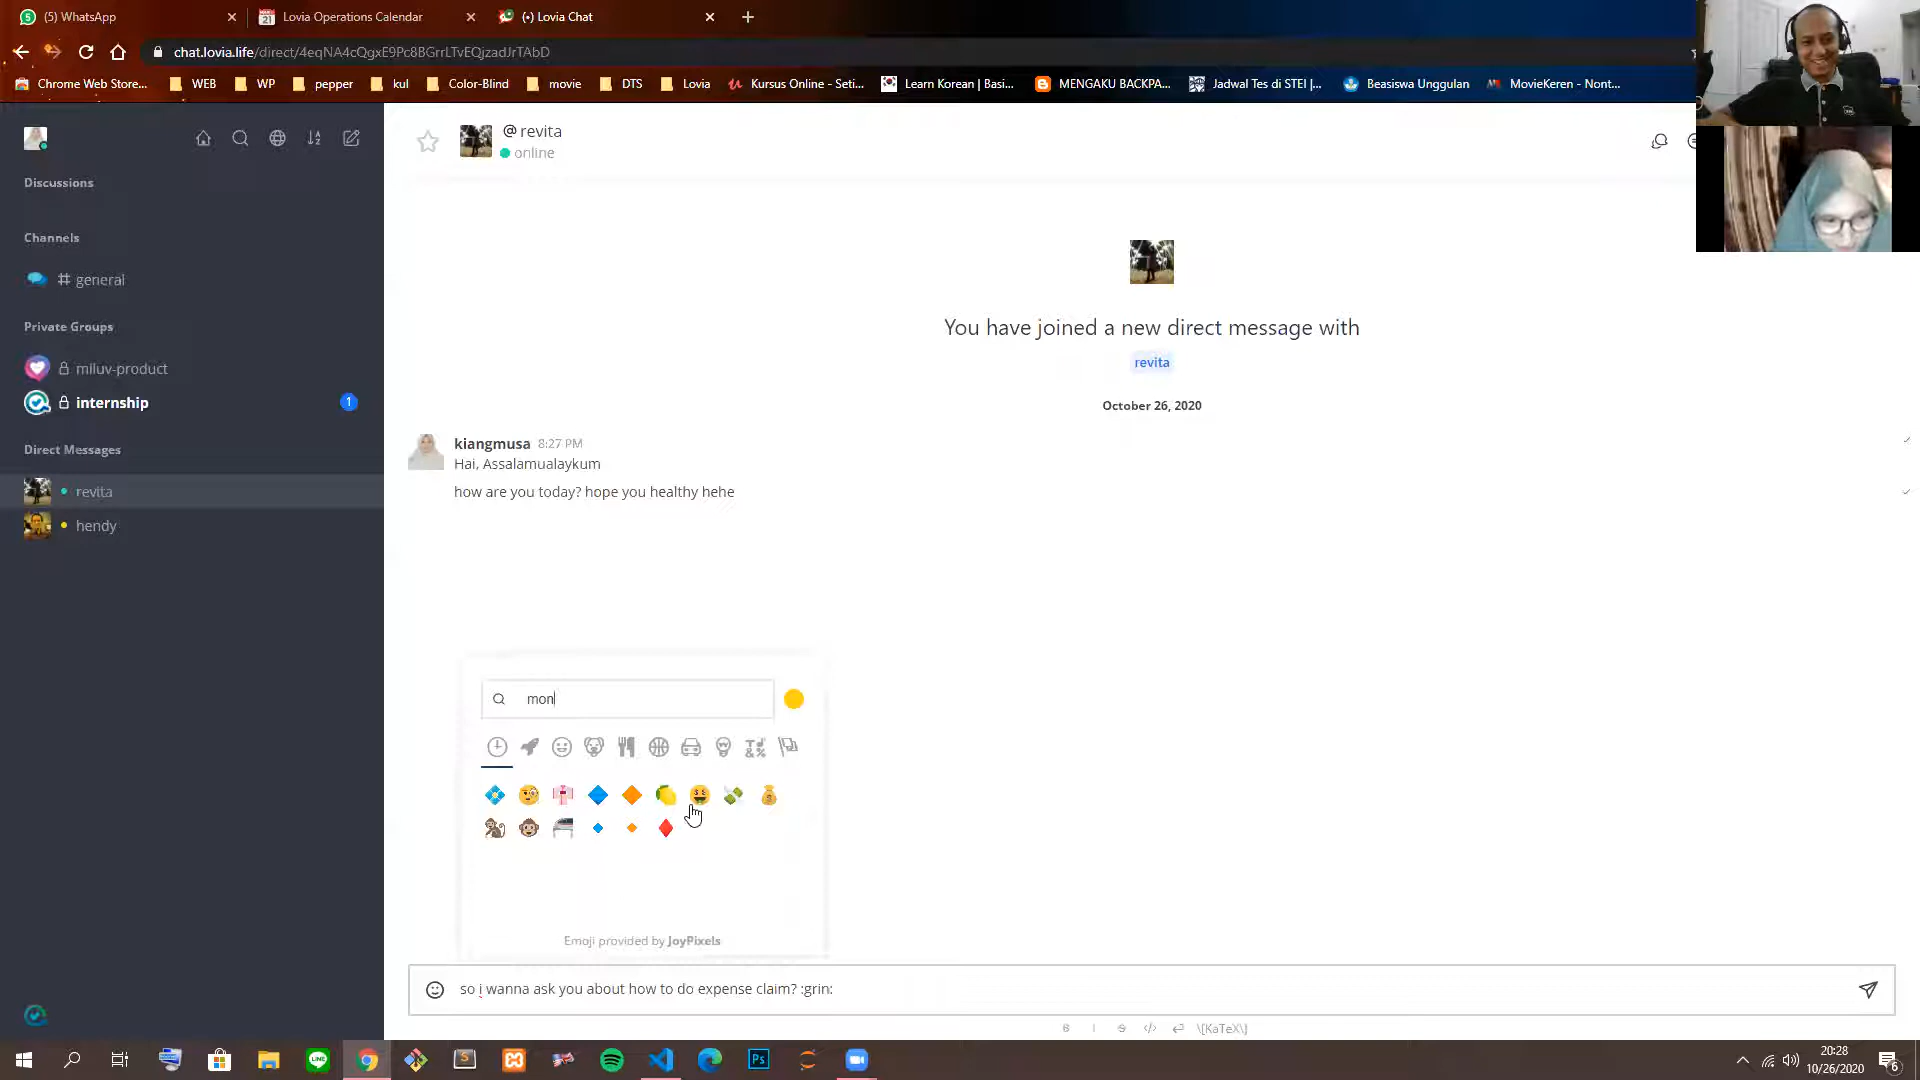 (5) WhatsApp
Lovia Operations Calendar
(•) Lovia Chat
chat.lovia.life/direct/4eqNA4cQgxE9Pc8BGrrLTvEQjzadJrTAbD
Chrome Web Store...
WEB
WP
pepper
kul
Color-Blind
movie
DTS
Lovia
Kursus Online - Seti...
Learn Korean | Basi...
MENGAKU BACKPA...
Jadwal Tes di STEI |...
Beasiswa Unggulan
MovieKeren - Nont...
Discussions
Channels
# general
Private Groups
miluv-product
internship
1
Direct Messages
revita
hendy
@ revita
online
You have joined a new direct message with
revita
October 26, 2020
kiangmusa 8:27 PM
Hai, Assalamualaykum
how are you today? hope you healthy hehe
mon
Emoji provided by JoyPixels
so i wanna ask you about how to do expense claim? :grin:
B I S </> \[KaTeX\]
20:28
10/26/2020
6